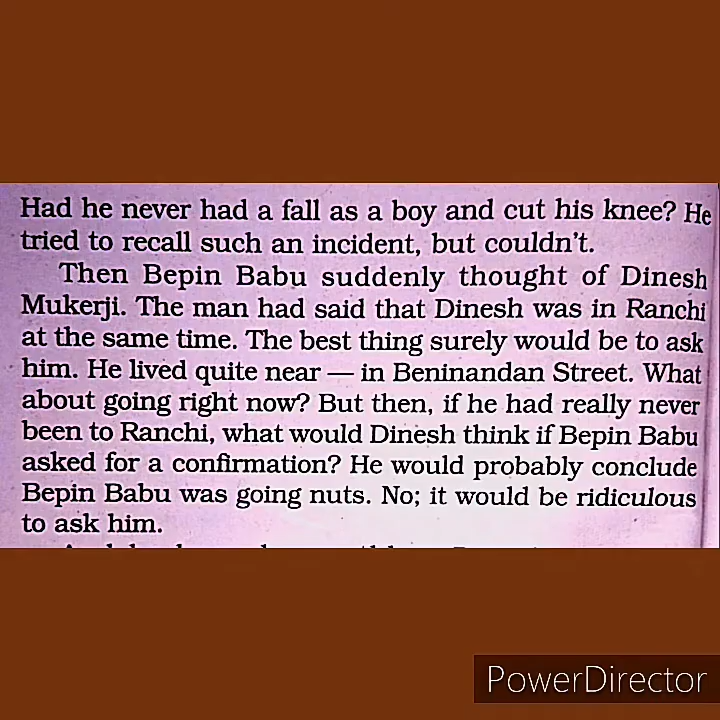 Had he never had a fall as a boy and cut his knee? He
tried to recall such an incident, but couldn't.
Then Bepin Babu suddenly thought of Dinesh
Mukerji. The man had said that Dinesh was in Ranchi
at the same time. The best thing surely would be to ask
him. He lived quite near — in Beninandan Street. What
about going right now? But then, if he had really never
been to Ranchi, what would Dinesh think if Bepin Babu
asked for a confirmation? He would probably conclude
Bepin Babu was going nuts. No; it would be ridiculous
to ask him.
PowerDirector